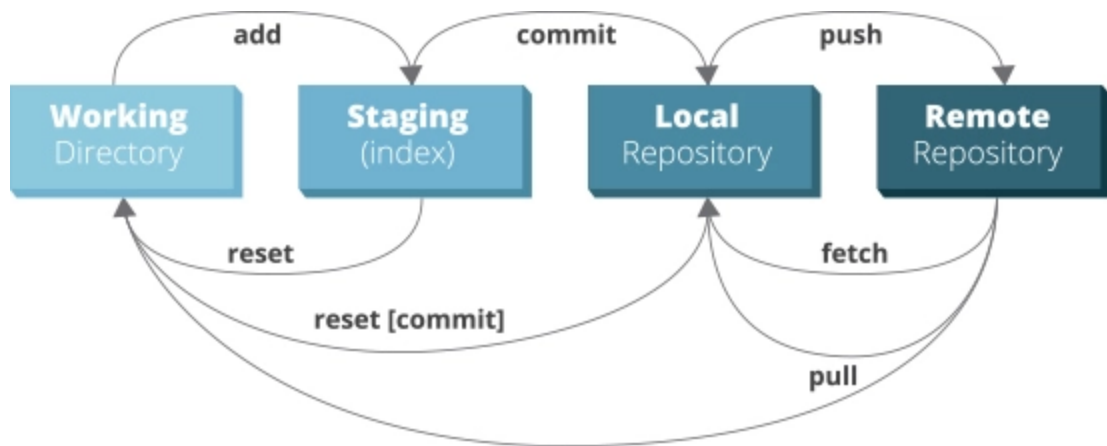 add
commit
push
Working
Directory
Staging
(index)
Local
Repository
Remote
Repository
reset
fetch
reset [commit]
pull